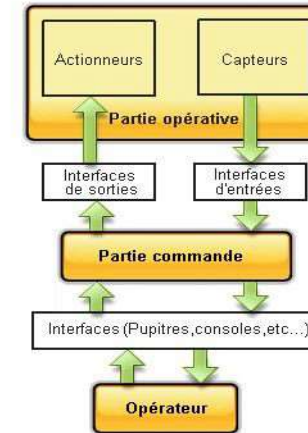 Actionneurs
Capteurs
Partie opérative
Interfaces
de sorties
Interfaces
d'entrées
Partie commande
Interfaces (Pupitres,consoles,etc...)
Opérateur